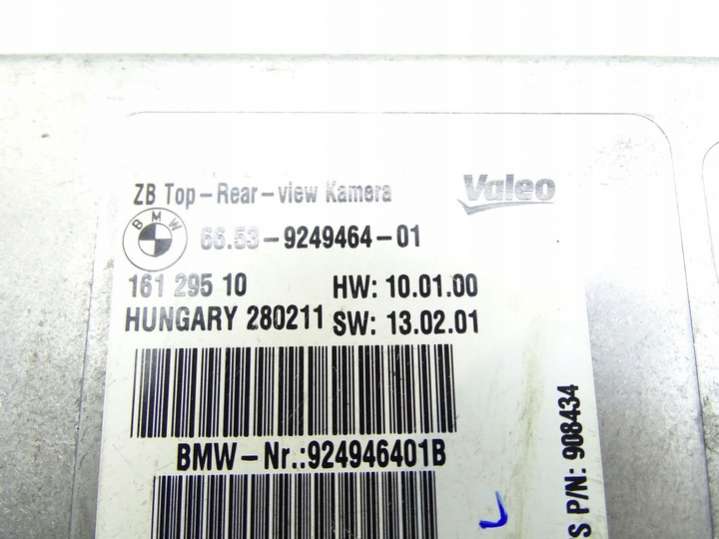 ZB Top-Rear-view Kamera
Valeo
BMW
66.53-9249464-01
161 295 10
HW: 10.01.00
HUNGARY 280211
SW: 13.02.01
BMW-Nr.:924946401B
S P/N: 908434